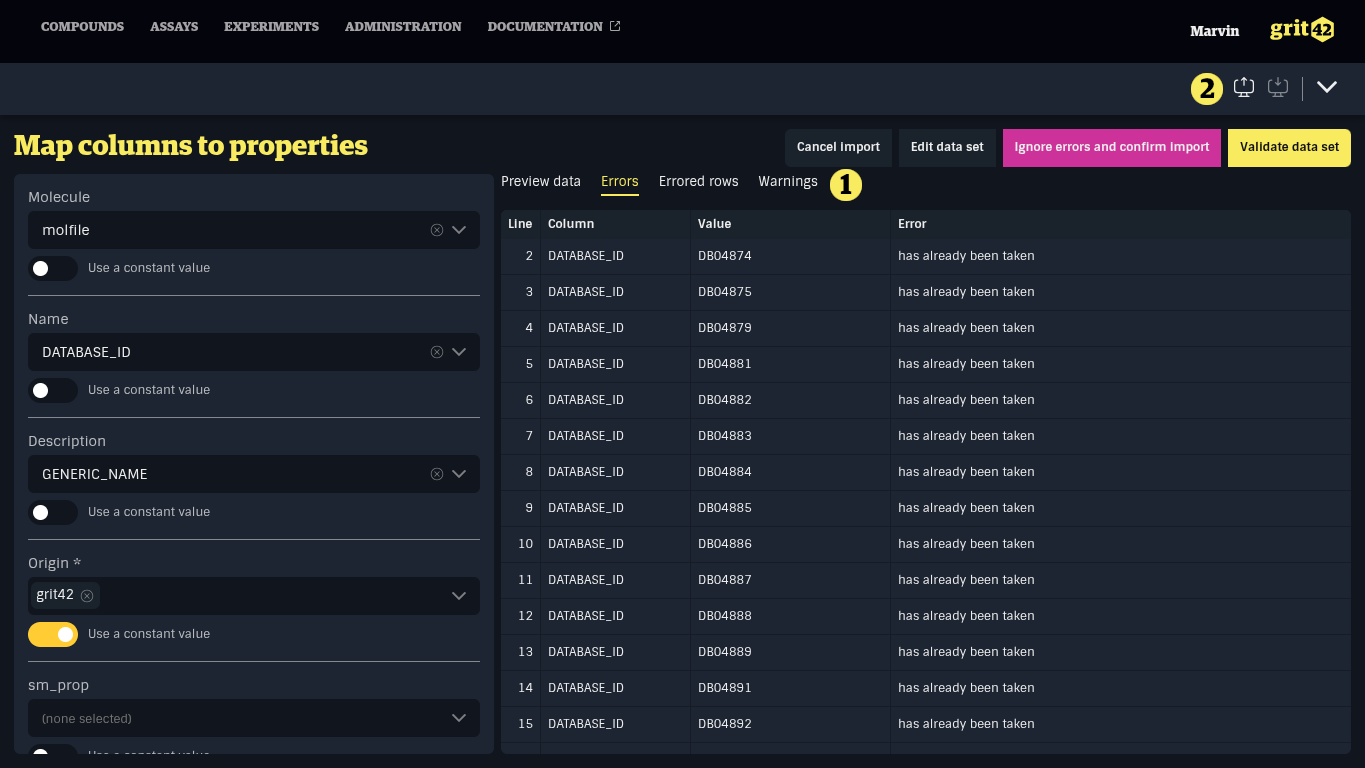 COMPOUNDS ASSAYS EXPERIMENTS ADMINISTRATION DOCUMENTATION
Marvin grit42
2
Map columns to properties
Cancel import Edit data set Ignore errors and confirm import Validate data set
Molecule
molfile
Use a constant value
Name
DATABASE_ID
Use a constant value
Description
GENERIC_NAME
Use a constant value
Origin *
grit42
Use a constant value
sm_prop
(none selected)
Use a constant value
Preview data Errors Errored rows Warnings 1
Line Column Value Error
2 DATABASE_ID DB04874 has already been taken
3 DATABASE_ID DB04875 has already been taken
4 DATABASE_ID DB04879 has already been taken
5 DATABASE_ID DB04881 has already been taken
6 DATABASE_ID DB04882 has already been taken
7 DATABASE_ID DB04883 has already been taken
8 DATABASE_ID DB04884 has already been taken
9 DATABASE_ID DB04885 has already been taken
10 DATABASE_ID DB04886 has already been taken
11 DATABASE_ID DB04887 has already been taken
12 DATABASE_ID DB04888 has already been taken
13 DATABASE_ID DB04889 has already been taken
14 DATABASE_ID DB04891 has already been taken
15 DATABASE_ID DB04892 has already been taken